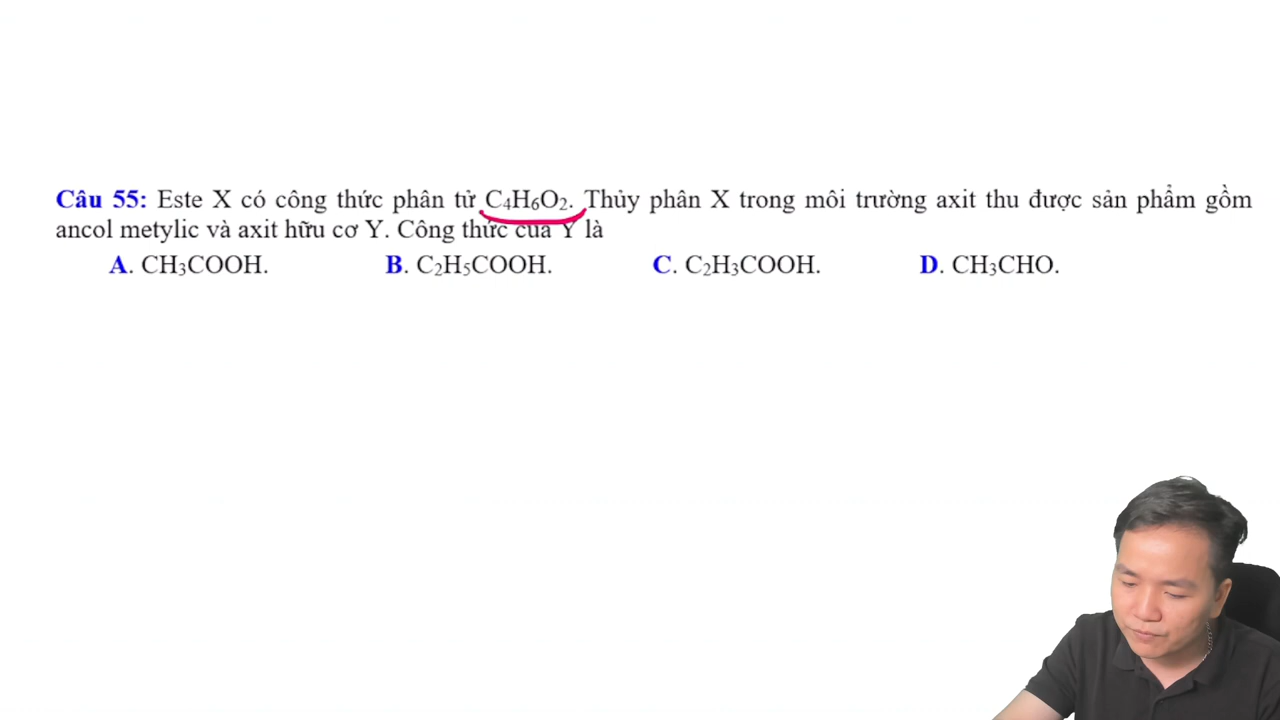 Câu 55: Este X có công thức phân tử C₄H₆O₂. Thủy phân X trong môi trường axit thu được sản phẩm gồm
ancol metylic và axit hữu cơ Y. Công thức của Y là
A. CH₃COOH. B. C₂H₅COOH. C. C₂H₃COOH. D. CH₃CHO.